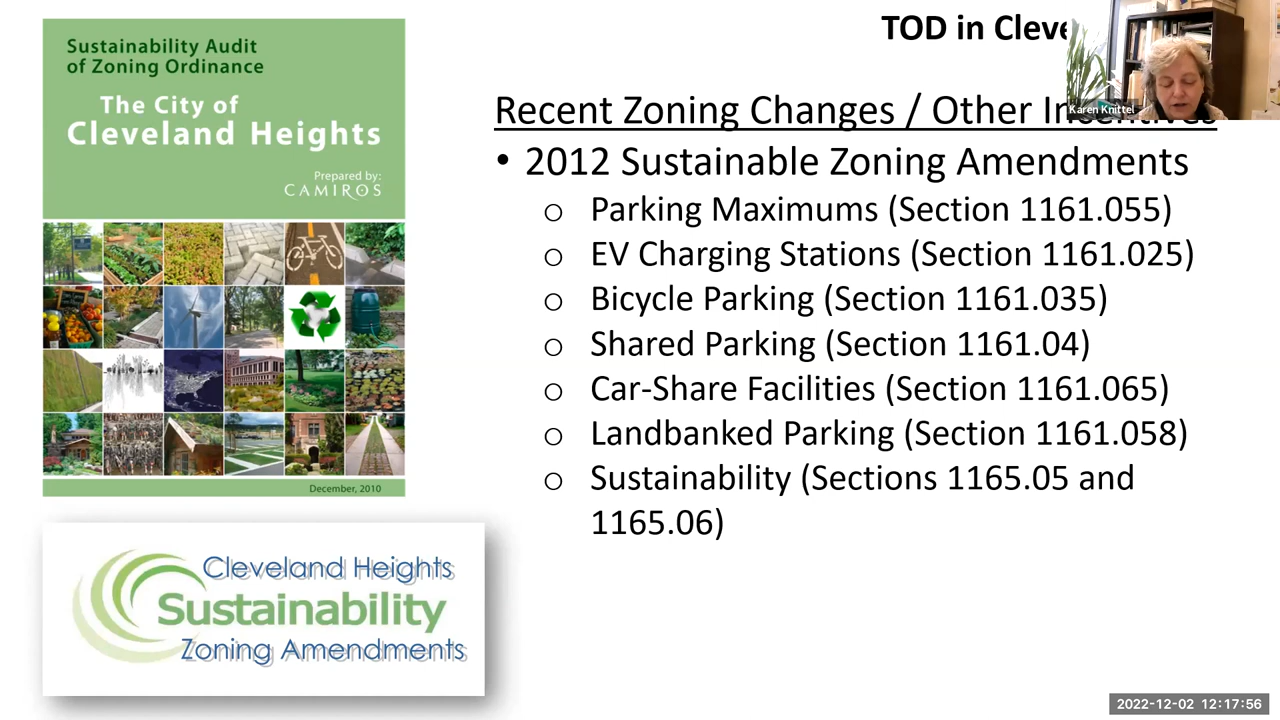 Sustainability Audit
of Zoning Ordinance
The City of
Cleveland Heights
Prepared by:
CAMIROS
December, 2010
Cleveland Heights
Sustainability
Zoning Amendments
TOD in Cleve
Karen Knittel
Recent Zoning Changes / Other Incentives
• 2012 Sustainable Zoning Amendments
o Parking Maximums (Section 1161.055)
o EV Charging Stations (Section 1161.025)
o Bicycle Parking (Section 1161.035)
o Shared Parking (Section 1161.04)
o Car-Share Facilities (Section 1161.065)
o Landbanked Parking (Section 1161.058)
o Sustainability (Sections 1165.05 and
1165.06)
2022-12-02 12:17:56